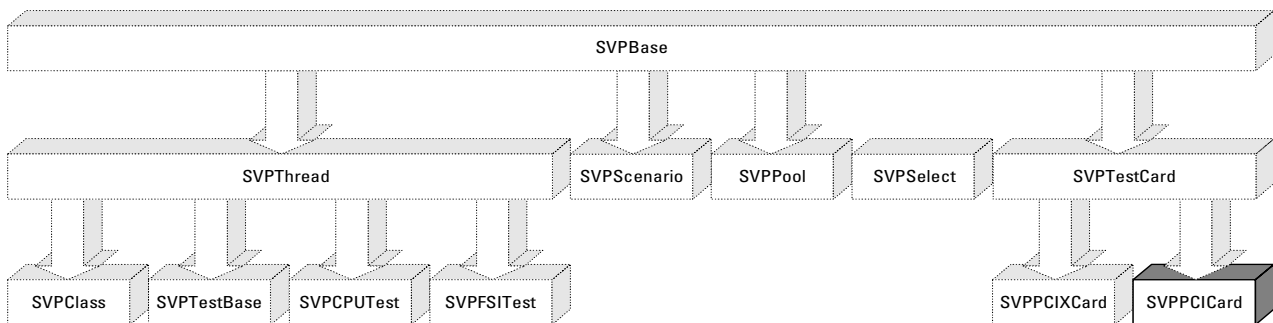 SVPBase
SVPThread
SVPScenario
SVPPool
SVPSelect
SVPTestCard
SVPClass
SVPTestBase
SVPCPUTest
SVPFSITest
SVPPCIXCard
SVPPCICard